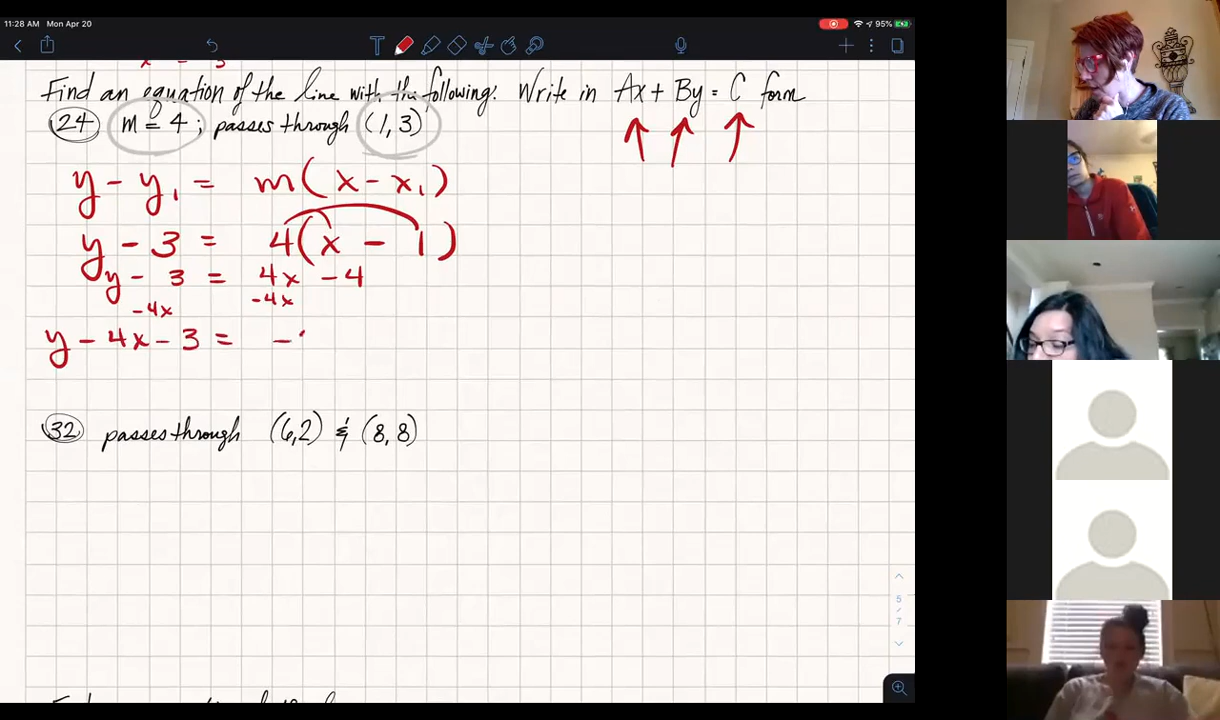 11:28 AM Mon Apr 20
95%
Find an equation of the line with the following: Write in Ax + By = C form
24 m = 4; passes through (1, 3)
y - y₁ = m(x - x₁)
y - 3 = 4(x - 1)
y - 3 = 4x - 4
-4x -4x
y - 4x - 3 = -
32 passes through (6,2) & (8, 8)
5 / 7